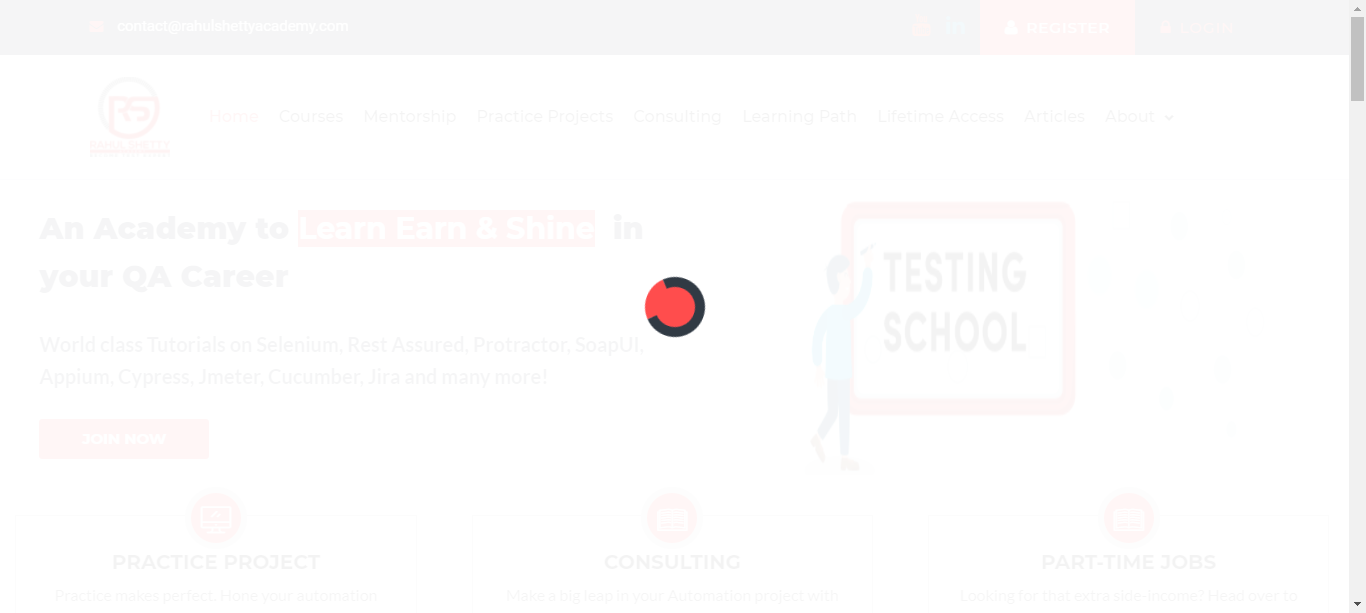 contact@rahulshettyacademy.com
REGISTER
LOGIN
RS
RAHUL SHETTY
Home Courses Mentorship Practice Projects Consulting Learning Path Lifetime Access Articles About
An Academy to Learn Earn & Shine in
your QA Career
TESTING
SCHOOL
World class Tutorials on Selenium, Rest Assured, Protractor, SoapUI,
Appium, Cypress, Jmeter, Cucumber, Jira and many more!
JOIN NOW
PRACTICE PROJECT
CONSULTING
PART-TIME JOBS
Practice makes perfect. Hone your automation
Make a big leap in your Automation project with
Looking for that extra side-income? Head over to